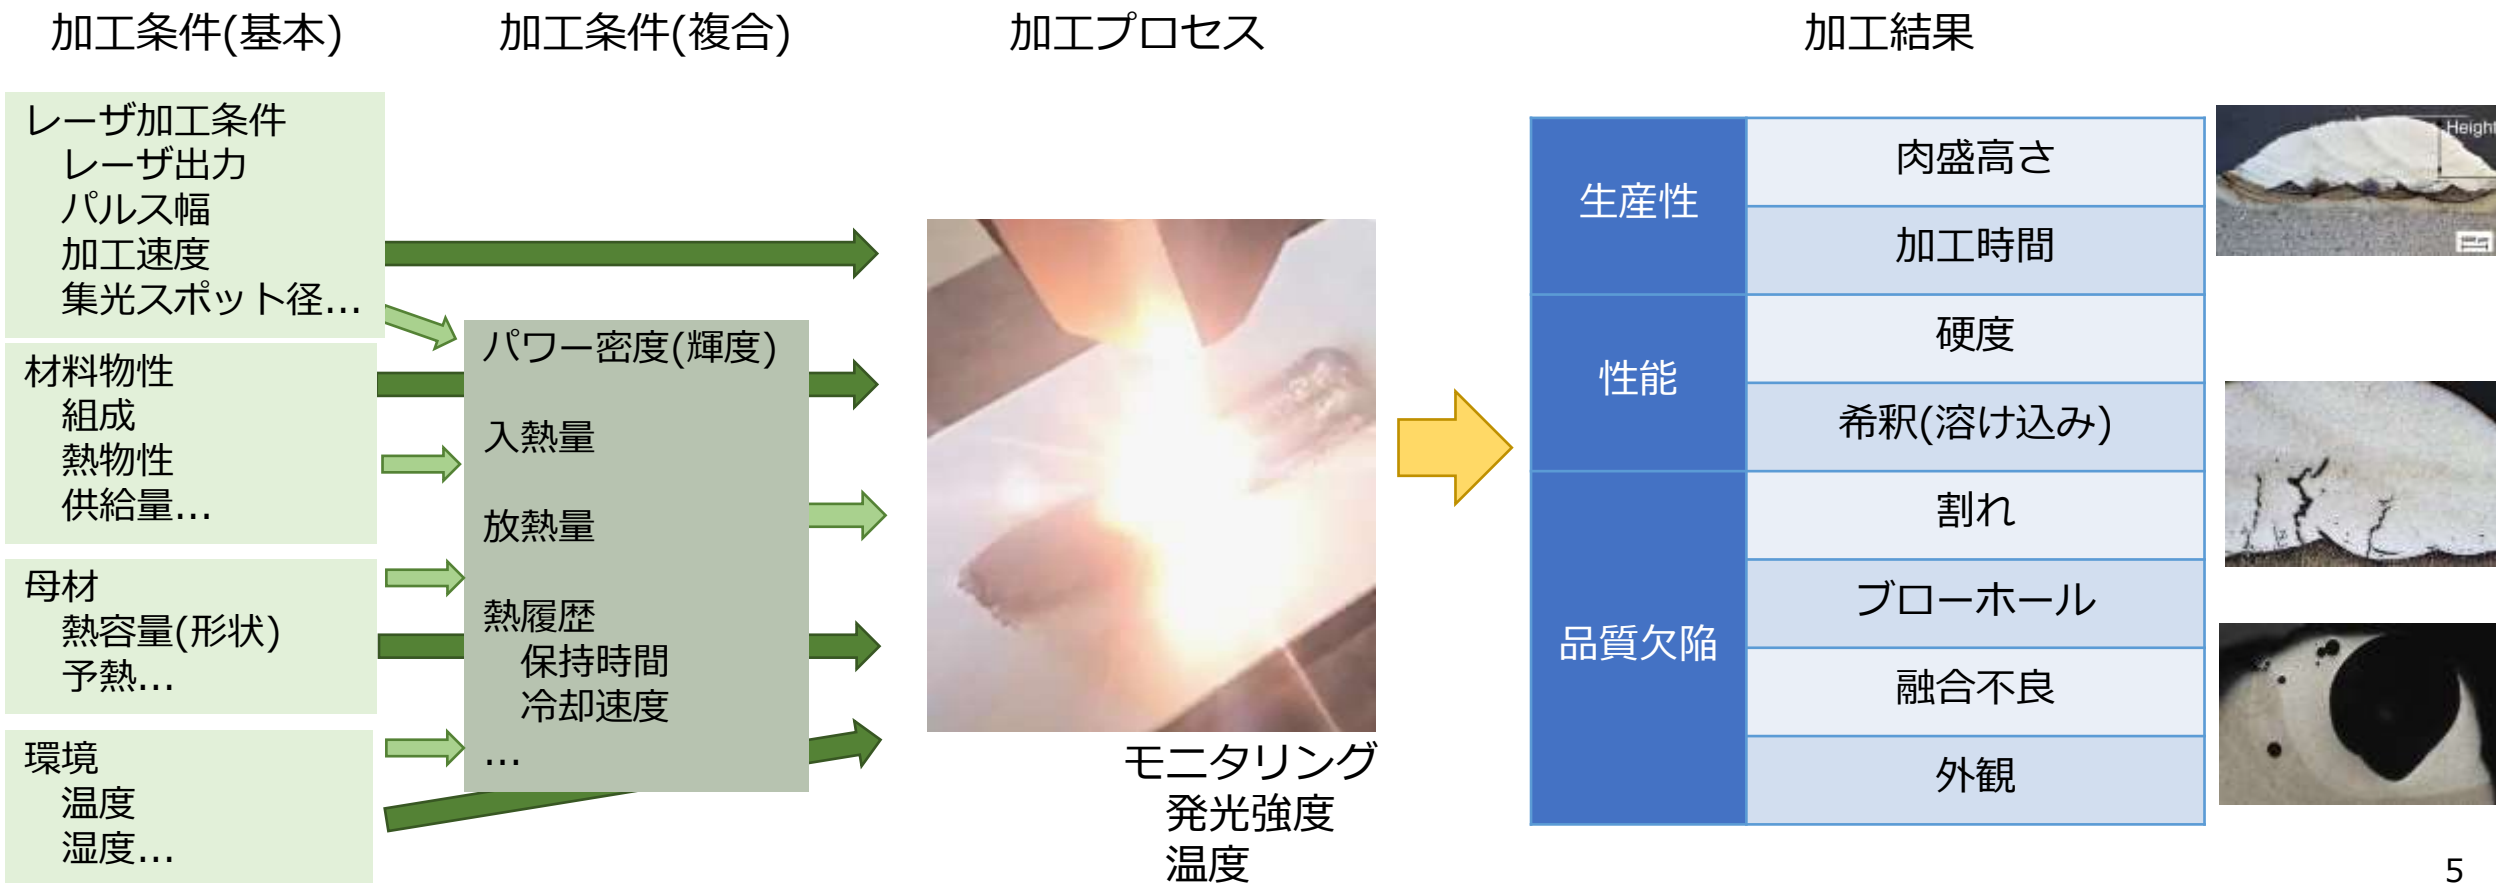 加工条件(基本)
加工条件(複合)
加工プロセス
加工結果
レーザ加工条件
レーザ出力
パルス幅
加工速度
集光スポット径...
材料物性
組成
熱物性
供給量...
母材
熱容量(形状)
予熱...
環境
温度
湿度...
パワー密度(輝度)
入熱量
放熱量
熱履歴
保持時間
冷却速度
...
モニタリング
発光強度
温度
生産性
肉盛高さ
加工時間
性能
硬度
希釈(溶け込み)
品質欠陥
割れ
ブローホール
融合不良
外観
Height
5